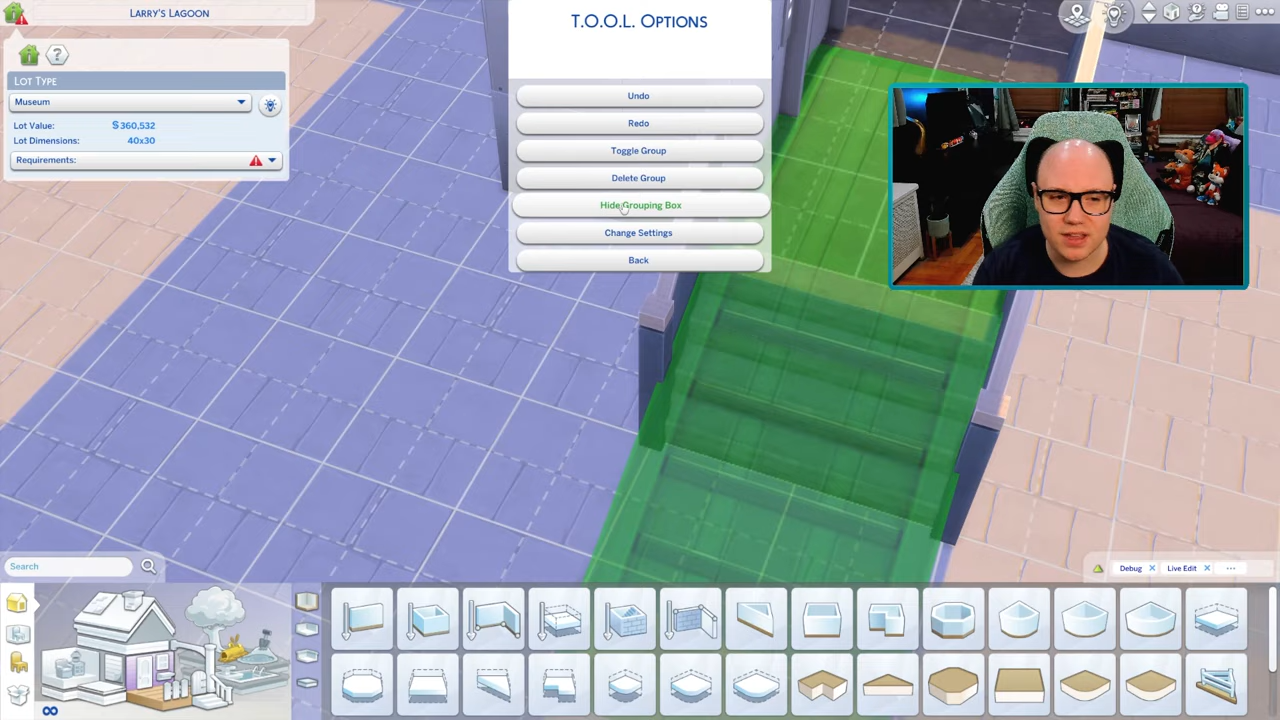 LARRY'S LAGOON
LOT TYPE
Museum
Lot Value: §360,532
Lot Dimensions: 40x30
Requirements:
T.O.O.L. OPTIONS
Undo
Redo
Toggle Group
Delete Group
Hide Grouping Box
Change Settings
Back
Search
Debug
Live Edit